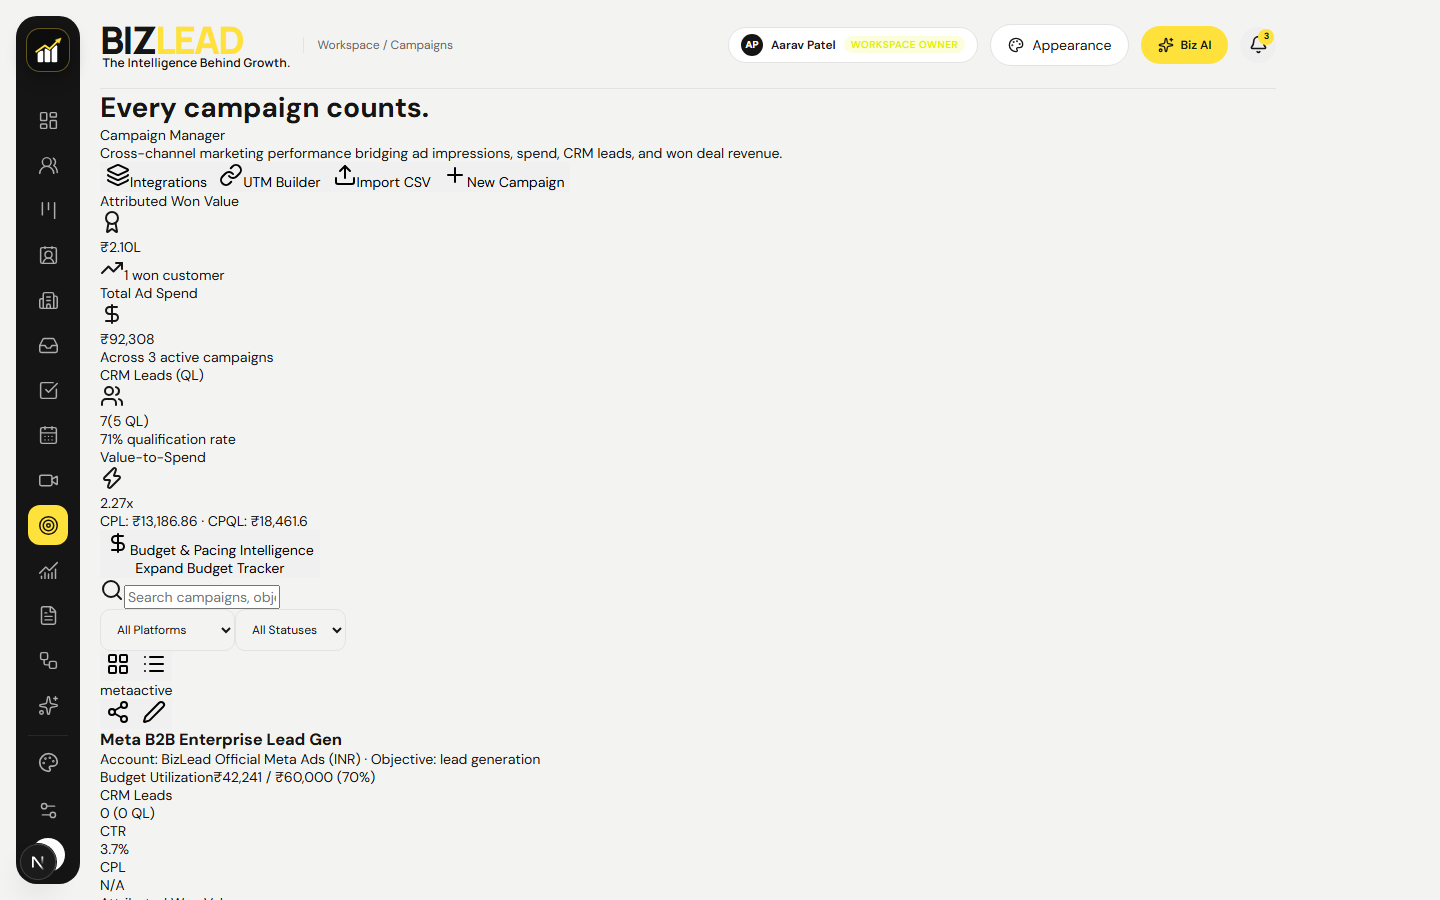 BIZLEAD
The Intelligence Behind Growth.
Workspace / Campaigns
AP
Aarav Patel
WORKSPACE OWNER
Appearance
Biz AI
3
Every campaign counts.
Campaign Manager
Cross-channel marketing performance bridging ad impressions, spend, CRM leads, and won deal revenue.
Integrations UTM Builder Import CSV New Campaign
Attributed Won Value
₹2.10L
1 won customer
Total Ad Spend
₹92,308
Across 3 active campaigns
CRM Leads (QL)
7(5 QL)
71% qualification rate
Value-to-Spend
2.27x
CPL: ₹13,186.86 · CPQL: ₹18,461.6
Budget & Pacing Intelligence
Expand Budget Tracker
Search campaigns, obj
All Platforms All Statuses
metaactive
Meta B2B Enterprise Lead Gen
Account: BizLead Official Meta Ads (INR) · Objective: lead generation
Budget Utilization₹42,241 / ₹60,000 (70%)
CRM Leads
0 (0 QL)
CTR
3.7%
CPL
N/A
N